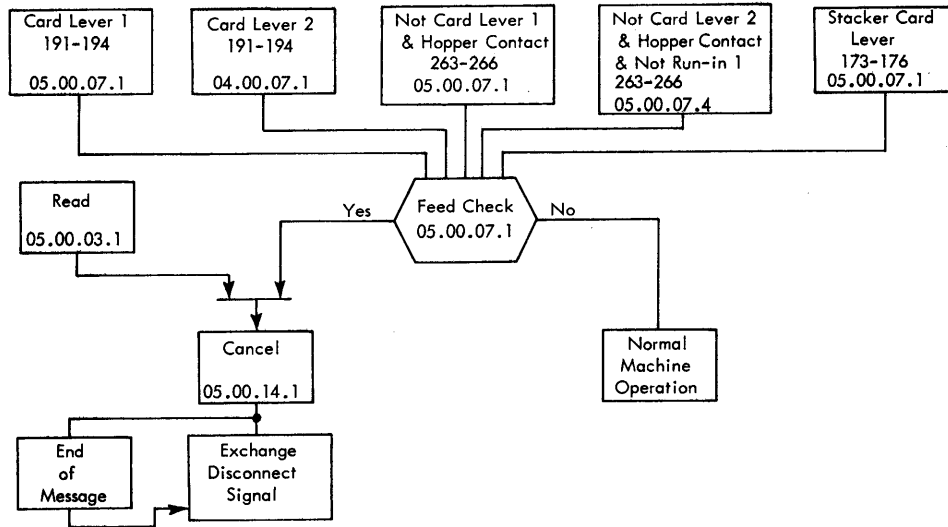 Card Lever 1
191-194
05.00.07.1
Card Lever 2
191-194
04.00.07.1
Not Card Lever 1
& Hopper Contact
263-266
05.00.07.1
Not Card Lever 2
& Hopper Contact
& Not Run-in 1
263-266
05.00.07.4
Stacker Card
Lever
173-176
05.00.07.1
Read
05.00.03.1
Yes
Feed Check
05.00.07.1
No
Cancel
05.00.14.1
Normal
Machine
Operation
End
of
Message
Exchange
Disconnect
Signal